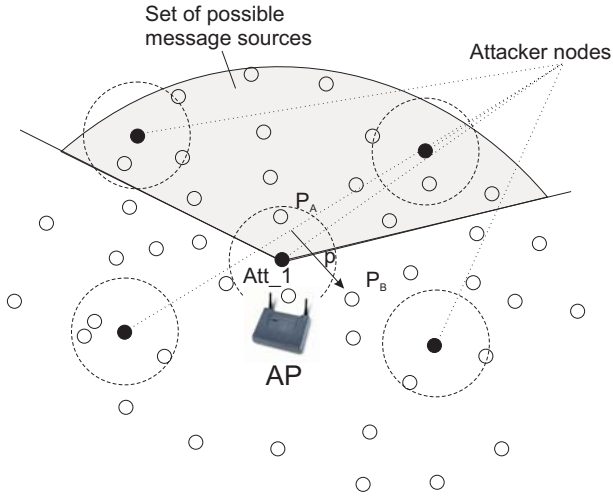 Set of possible
message sources
Attacker nodes
P_A
p
Att_1
P_B
AP